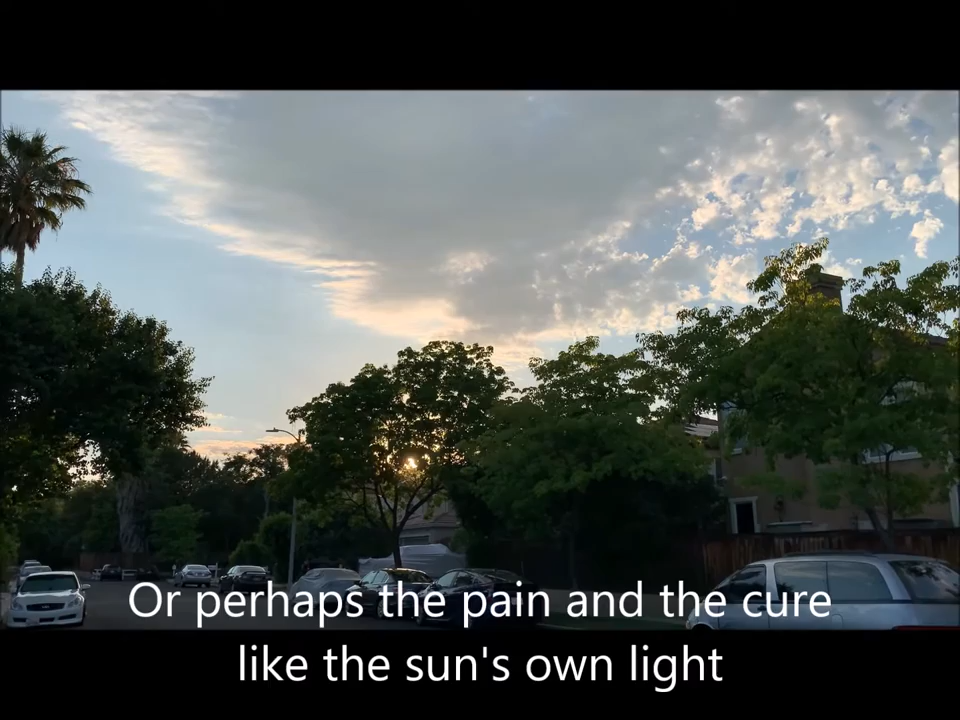 Or perhaps the pain and the cure
like the sun's own light